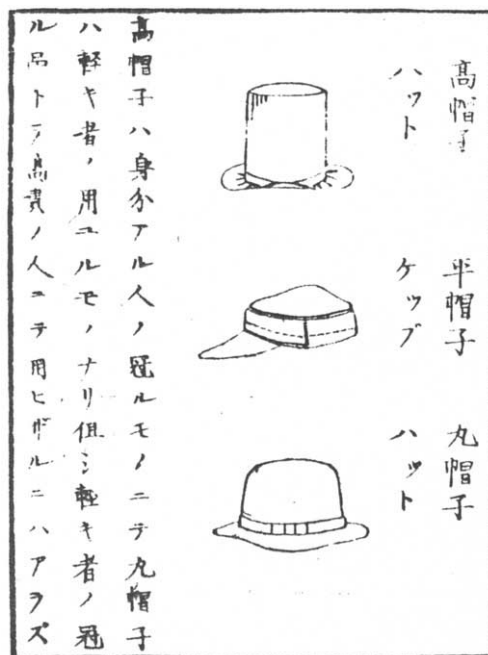 高帽子
ハット
平帽子
ケップ
丸帽子
ハット
高帽子ハ身分アル人ノ冠ルモノニテ丸帽子
ハ軽キ者ノ用ユルモノナリ但シ軽キ者ノ冠
ル品トテ高貴ノ人ニテ用ヒザルニハアラズ